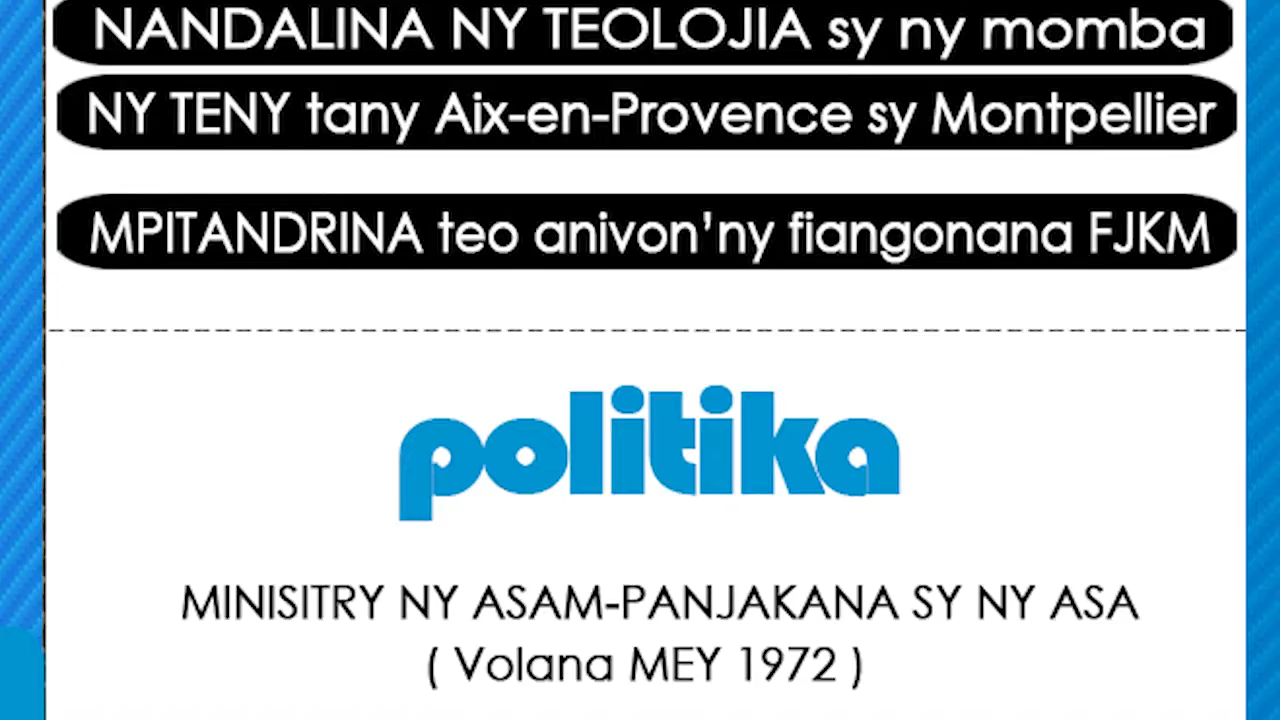 NANDALINA NY TEOLOJIA sy ny momba
NY TENY tany Aix-en-Provence sy Montpellier
MPITANDRINA teo anivon’ny fiangonana FJKM
politika
MINISITRY NY ASAM-PANJAKANA SY NY ASA
( Volana MEY 1972 )